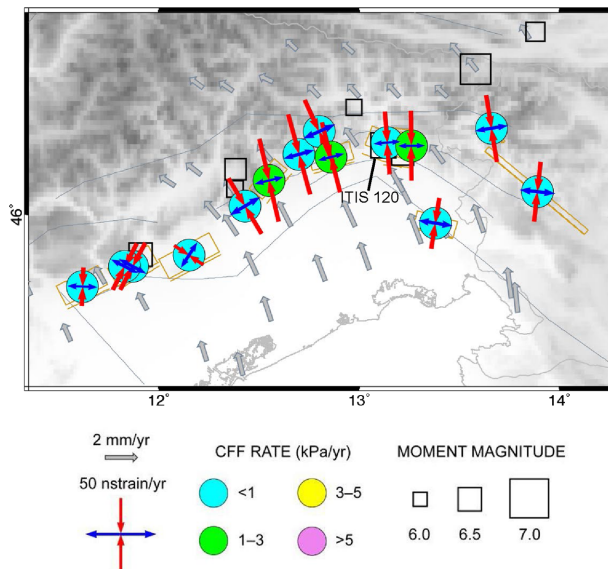 46°
ITIS 120
12° 13° 14°
2 mm/yr
50 nstrain/yr
CFF RATE (kPa/yr)
<1 3–5
1–3 >5
MOMENT MAGNITUDE
6.0 6.5 7.0